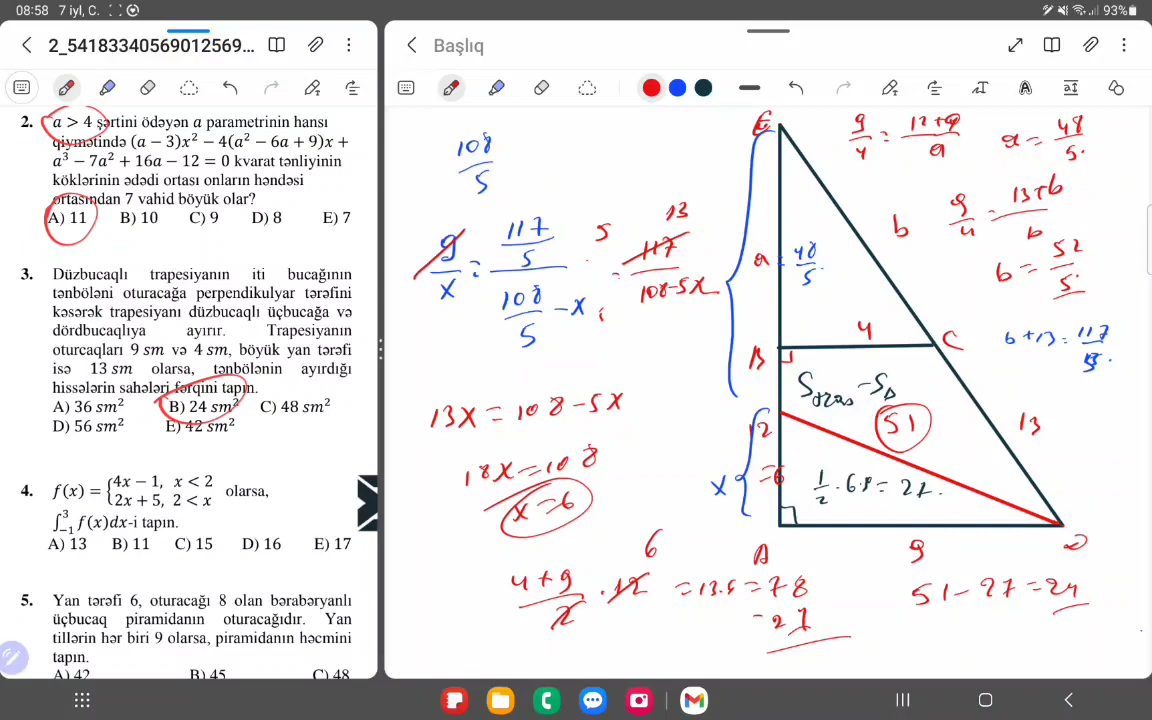 08:58 7 iyl, C. 93%
2_54183340569012569...
Başlıq
2. a > 4 şərtini ödəyən a parametrinin hansı
qiymətində (a − 3)x² − 4(a² − 6a + 9)x +
a³ − 7a² + 16a − 12 = 0 kvarat tənliyinin
köklərinin ədədi ortası onların həndəsi
ortasından 7 vahid böyük olar?
A) 11 B) 10 C) 9 D) 8 E) 7
3. Düzbucaqlı trapesiyanın iti bucağının
tənböləni oturacağa perpendikulyar tərəfini
kəsərək trapesiyanı düzbucaqlı üçbucağa və
dördbucaqlıya ayırır. Trapesiyanın
oturcaqları 9 sm və 4 sm, böyük yan tərəfi
isə 13 sm olarsa, tənbölənin ayırdığı
hissələrin sahələri fərqini tapın.
A) 36 sm² B) 24 sm² C) 48 sm²
D) 56 sm² E) 42 sm²
4. f(x) = {4x − 1, x < 2
2x + 5, 2 < x olarsa,
∫₋₁³ f(x)dx-i tapın.
A) 13 B) 11 C) 15 D) 16 E) 17
5. Yan tərəfi 6, oturacağı 8 olan bərabəryanlı
üçbucaq piramidanın oturacağıdır. Yan
tillərin hər biri 9 olarsa, piramidanın həcmini
tapın.
A) 42 B) 45 C) 48
108/5
9/x = (117/5)/(108/5 − x) · 5 = 117/(108−5x)
13
13x = 108 − 5x
18x = 108
x = 6
E
a = 48/5
B
4
C
12
= 6
x
A
9
D
13
b
9/4 = (12+a)/a
a = 48/5
9/4 = (13+b)/b
b = 52/5
b + 13 = 117/5
51
1/2 · 6 · 9 = 27.
(4+9)/2 · 12 = 13.6 = 78
6
− 27
51 − 27 = 24